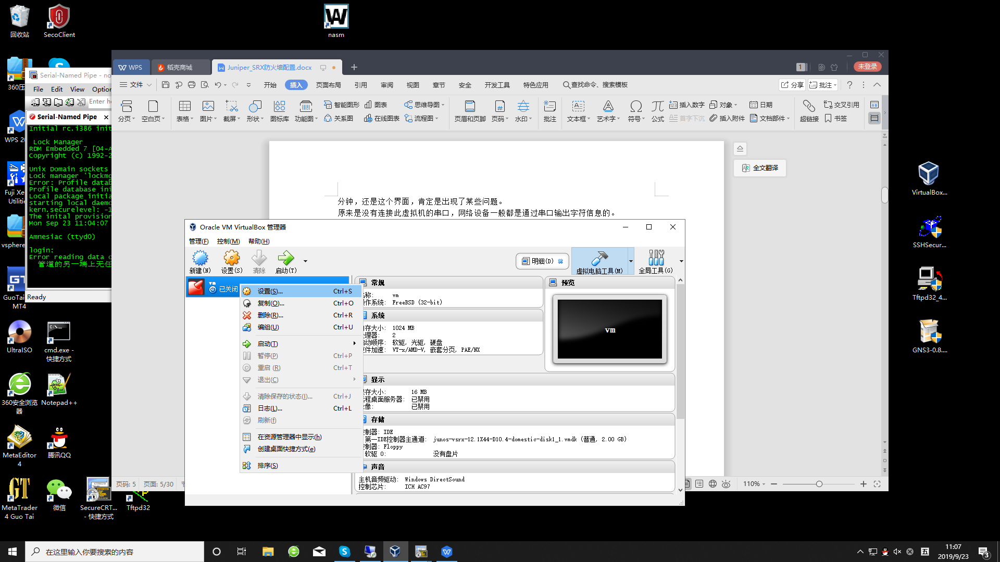 回收站
SecoClient
nasm
360压
WPS 20
Fuji Xe
Utilitie
vsphere
GuoTai
MT4
UltraISO
cmd.exe -
快捷方式
360安全浏览
器
Notepad++
MetaEditor
4
腾讯QQ
MetaTrader
4 Guo Tai
微信
SecureCRT...
- 快捷方式
Tftpd32
VirtualBox...
SSHSecur...
Tftpd32_4...
GNS3-0.8....
Serial-Named Pipe - no
File Edit View Option
Enter ho
Serial-Named Pipe ×
Initial rc.i386 init
Lock Manager
RDM Embedded 7 [04-A
Copyright (c) 1992-2
Unix Domain sockets
Lock manager 'lockmg
Error: Profile datab
Profile database ini
Local package initia
starting local daemo
kern.securelevel: -1
The inital provision
Mon Sep 23 11:04:07
Amnesiac (ttyd0)
login:
Error reading data o
管道的另一端上无任
Ready
WPS 稻壳商城 Juniper_SRX防火墙配置.docx +
1 未登录
文件 开始 插入 页面布局 引用 审阅 视图 章节 安全 开发工具 特色应用 查找命令、搜索模板 分享 批注 ?
智能图形 图表 思维导图 插入数字 对象 日期 交叉引用
分页 空白页 表格 图片 截屏 形状 图标库 功能图 关系图 在线图表 流程图 页眉和页脚 页码 水印 批注 文本框 艺术字 符号 公式 首字下沉 插入附件 文档部件 超链接 书签
全文翻译
分钟，还是这个界面，肯定是出现了某些问题。
原来是没有连接此虚拟机的串口，网络设备一般都是通过串口输出字符信息的。
页码: 5 页面: 5/30
110%
Oracle VM VirtualBox 管理器
管理(F) 控制(M) 帮助(H)
新建(N) 设置(S) 清除 启动(T) 明细(D) 虚拟电脑工具(M) 全局工具(G)
vm
已关闭
设置(S)... Ctrl+S
复制(O)... Ctrl+O
删除(R)... Ctrl+R
编组(U) Ctrl+U
启动(T)
暂停(P) Ctrl+P
重启 (R) Ctrl+T
退出(C)
清除保存的状态(I)... Ctrl+J
日志(L)... Ctrl+L
刷新(f)
在资源管理器中显示(h)
创建桌面快捷方式(e)
排序(S)
常规
名称: vm
操作系统: FreeBSD (32-bit)
系统
内存大小: 1024 MB
处理器: 2
启动顺序: 软驱, 光驱, 硬盘
硬件加速: VT-x/AMD-V, 嵌套分页, PAE/NX
预览
vm
显示
显存大小: 16 MB
远程桌面服务器: 已禁用
录像: 已禁用
存储
控制器: IDE
第一IDE控制器主通道: junos-vsrx-12.1X44-D10.4-domestic-disk1_1.vmdk (普通, 2.00 GB)
控制器: Floppy
软驱 0: 没有盘片
声音
主机音频驱动: Windows DirectSound
控制芯片: ICH AC97
在这里输入你要搜索的内容
五
11:07
2019/9/23
3